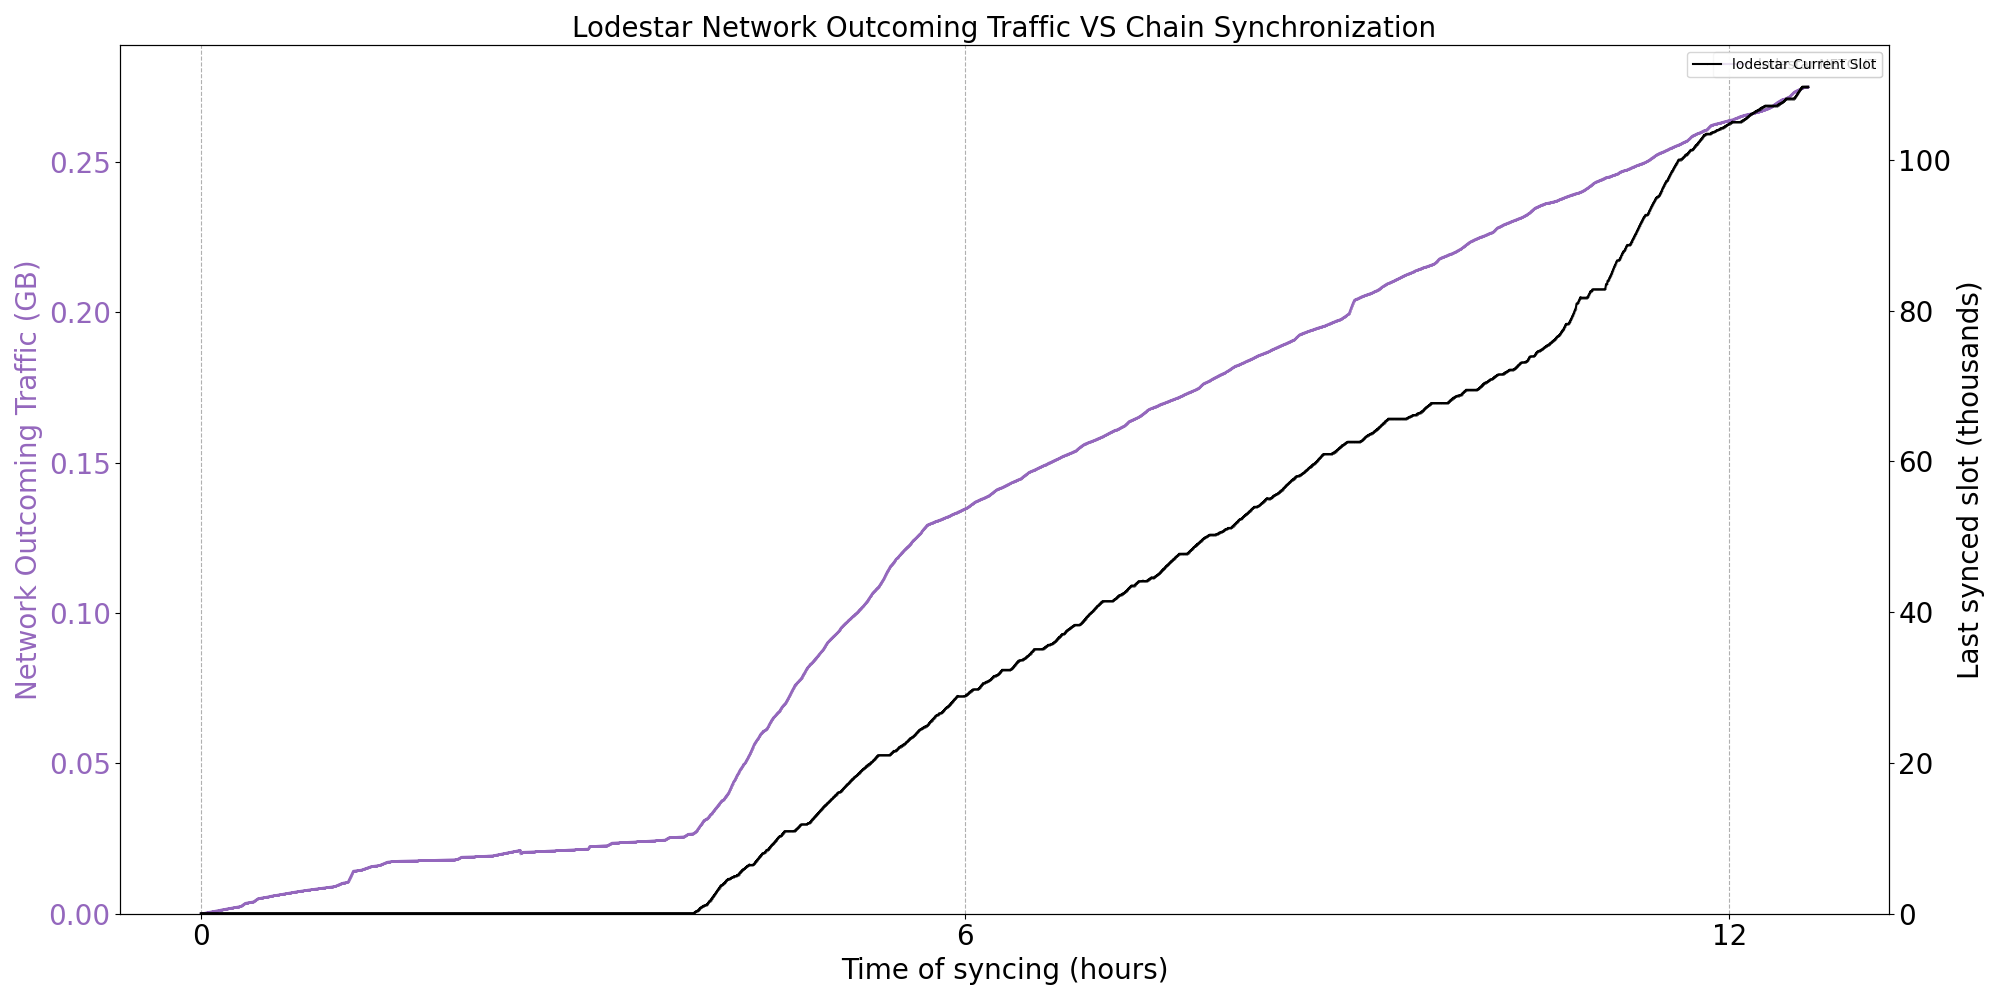 Lodestar Network Outcoming Traffic VS Chain Synchronization
lodestar Current Slot
Network Outcoming Traffic (GB)
0.25
0.20
0.15
0.10
0.05
0.00
100
80
60
40
20
0
Last synced slot (thousands)
0 6 12
Time of syncing (hours)